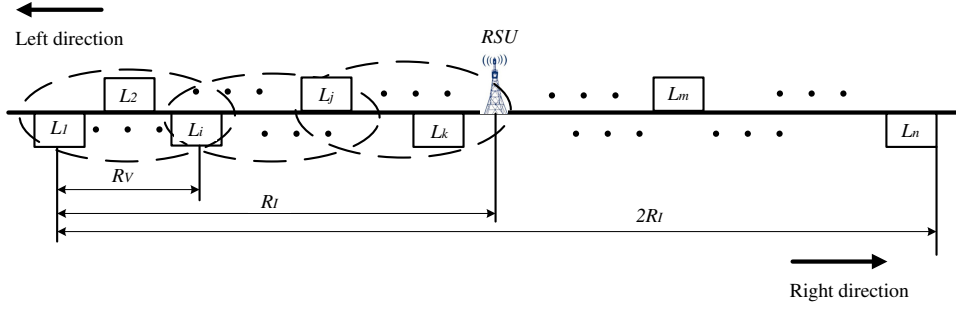 Left direction
RSU
L2
Lj
Lm
L1
Li
Lk
Ln
RV
RI
2RI
Right direction